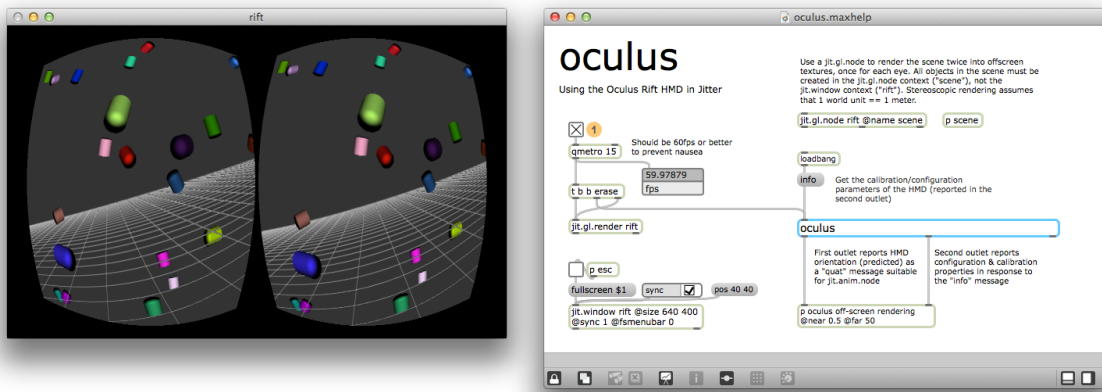 rift
oculus.maxhelp
oculus
Using the Oculus Rift HMD in Jitter
Use a jit.gl.node to render the scene twice into offscreen
textures, once for each eye. All objects in the scene must be
created in the jit.gl.node context ("scene"), not the
jit.window context ("rift"). Stereoscopic rendering assumes
that 1 world unit == 1 meter.
jit.gl.node rift @name scene
p scene
1
qmetro 15
Should be 60fps or better
to prevent nausea
59.97879
fps
t b b erase
jit.gl.render rift
loadbang
info
Get the calibration/configuration
parameters of the HMD (reported in the
second outlet)
oculus
First outlet reports HMD
orientation (predicted) as
a "quat" message suitable
for jit.anim.node
Second outlet reports
configuration & calibration
properties in response to
the "info" message
p esc
fullscreen $1
sync
pos 40 40
jit.window rift @size 640 400
@sync 1 @fsmenubar 0
p oculus off-screen rendering
@near 0.5 @far 50